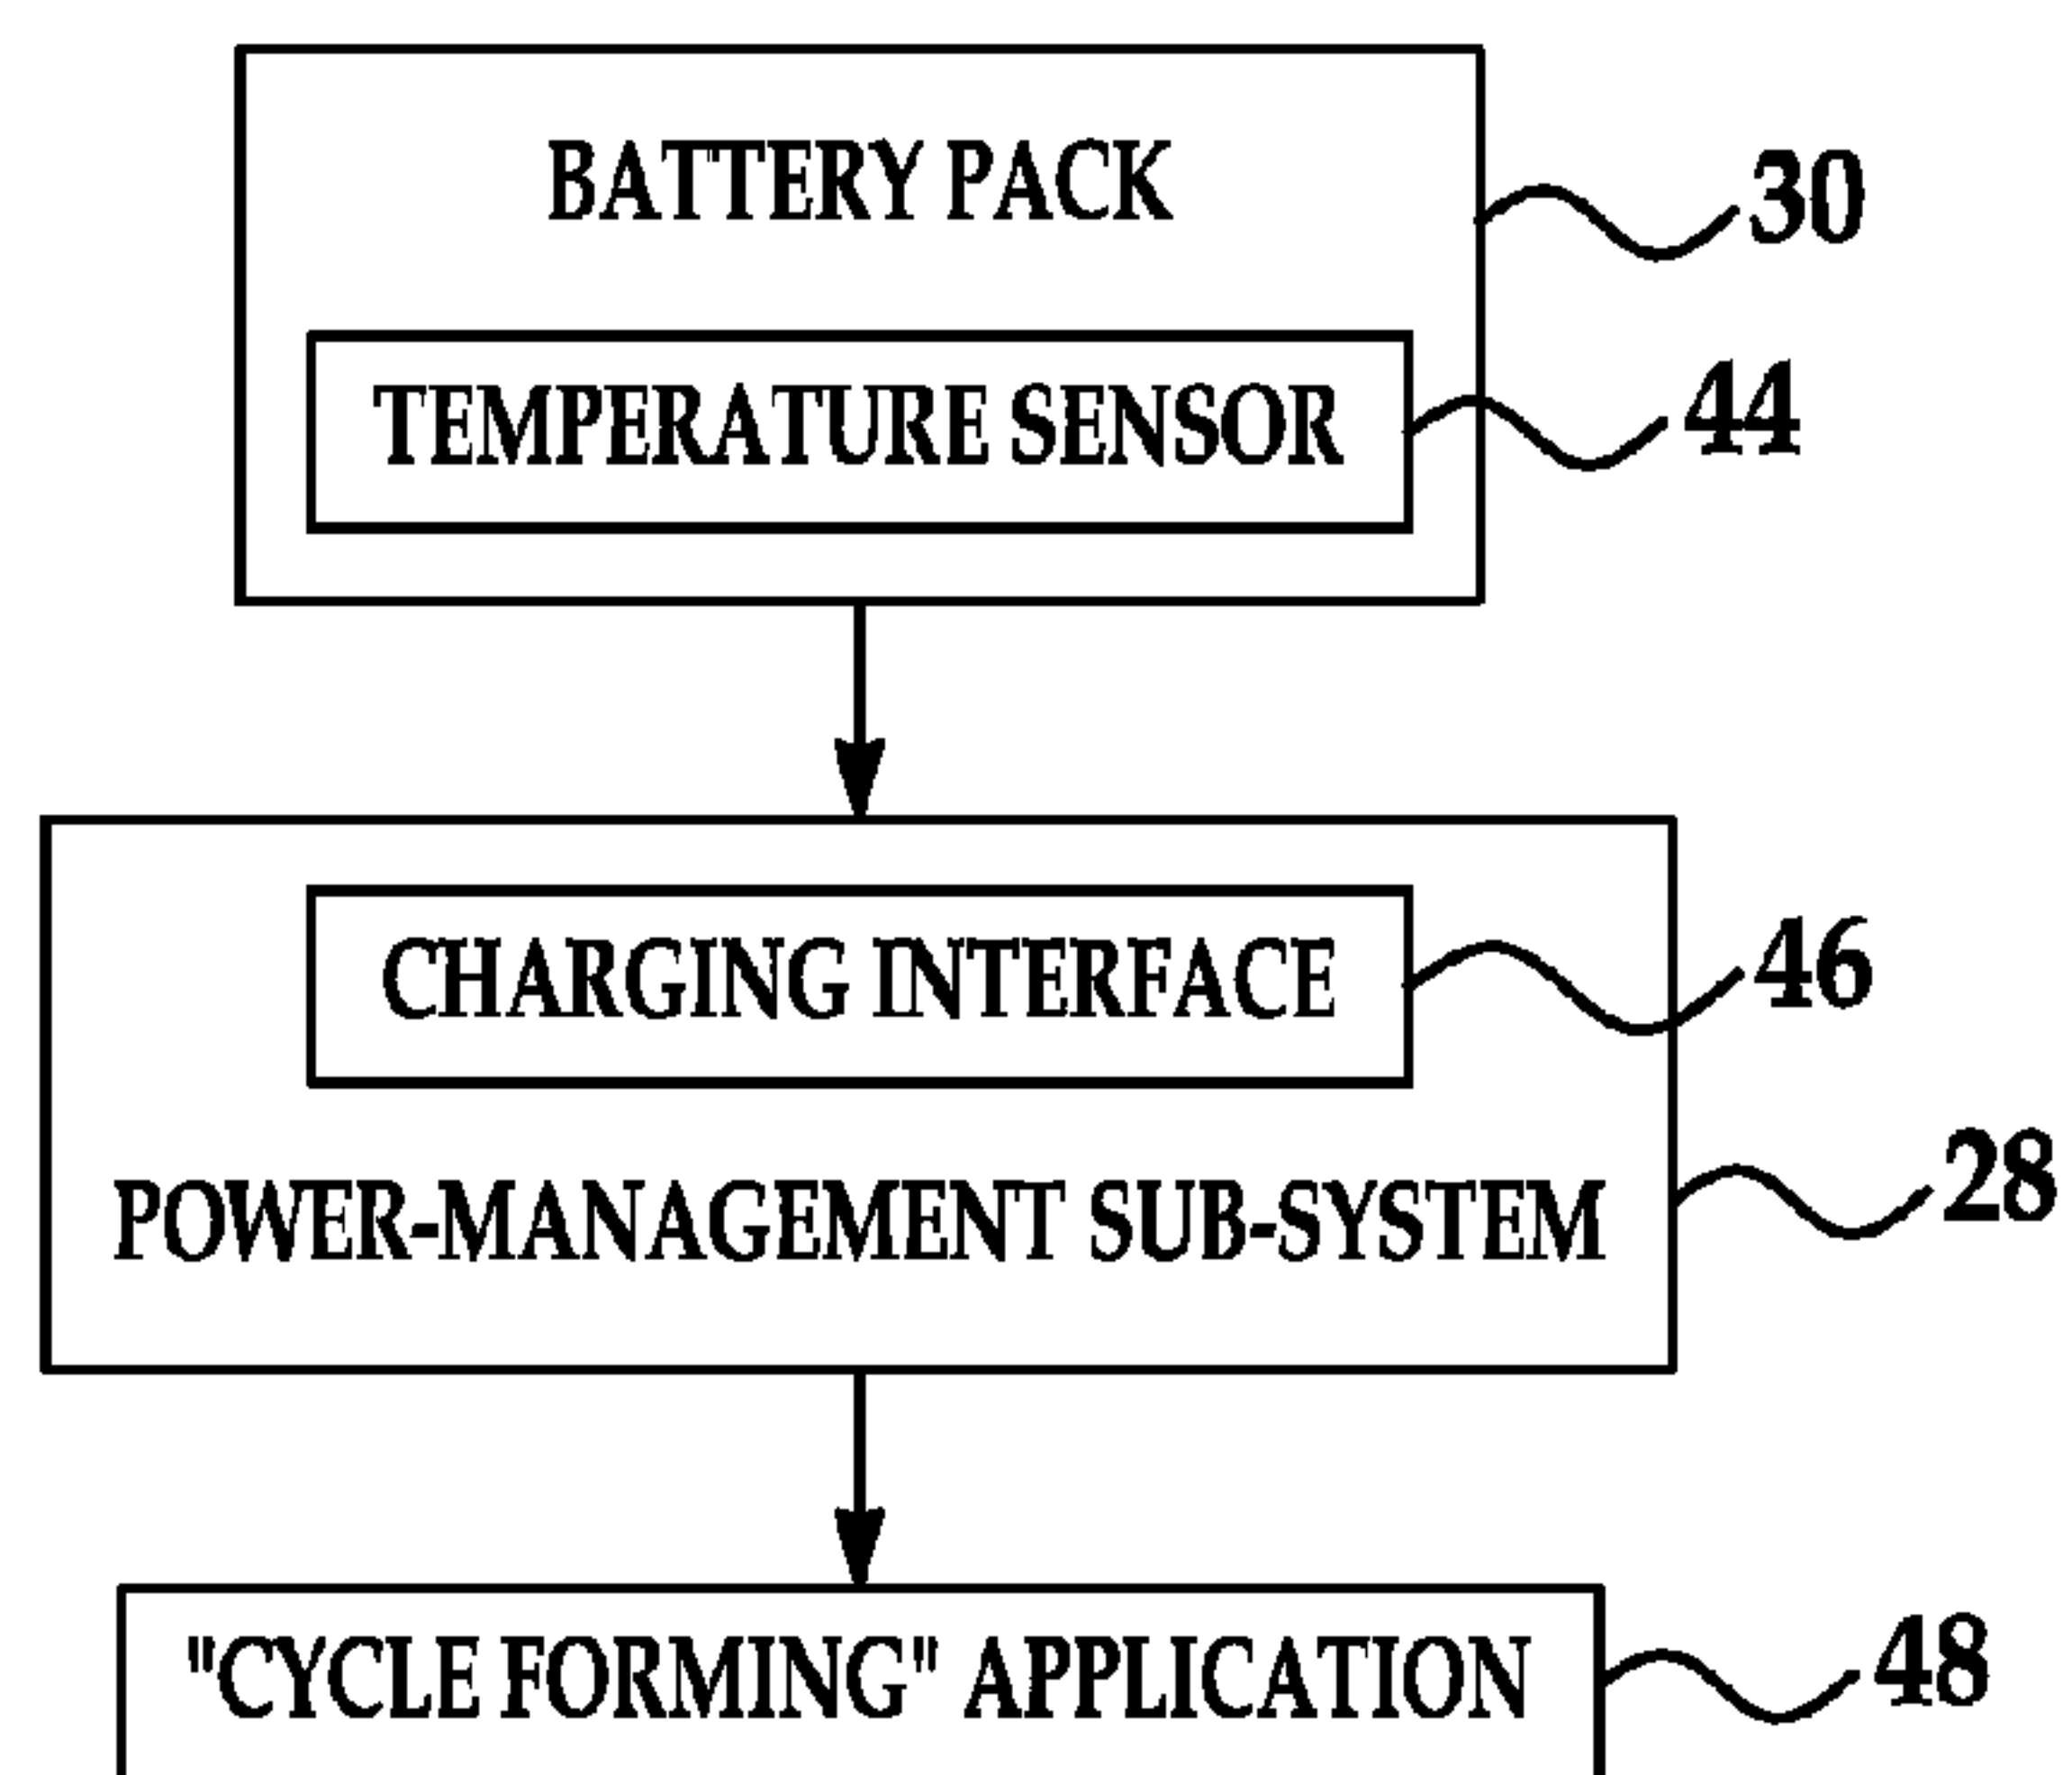 BATTERY PACK
30
TEMPERATURE SENSOR
44
CHARGING INTERFACE
46
POWER-MANAGEMENT SUB-SYSTEM
28
"CYCLE FORMING" APPLICATION
48